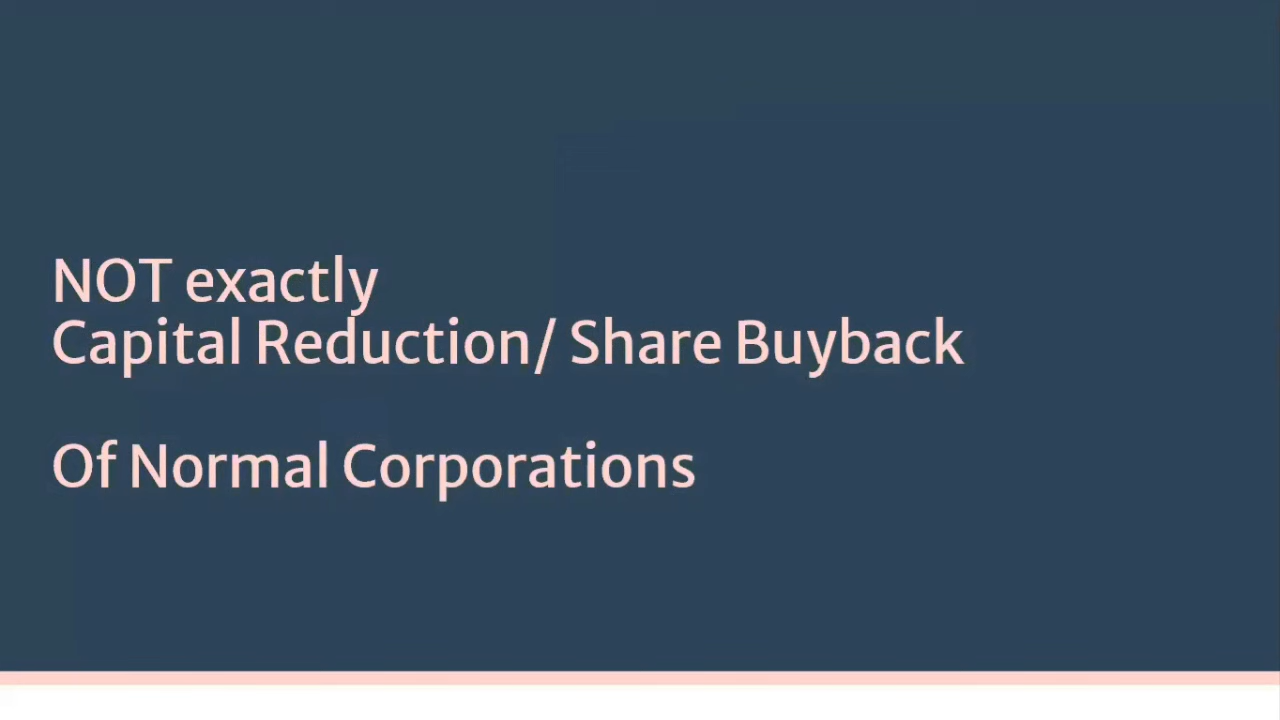 NOT exactly
Capital Reduction/ Share Buyback
Of Normal Corporations